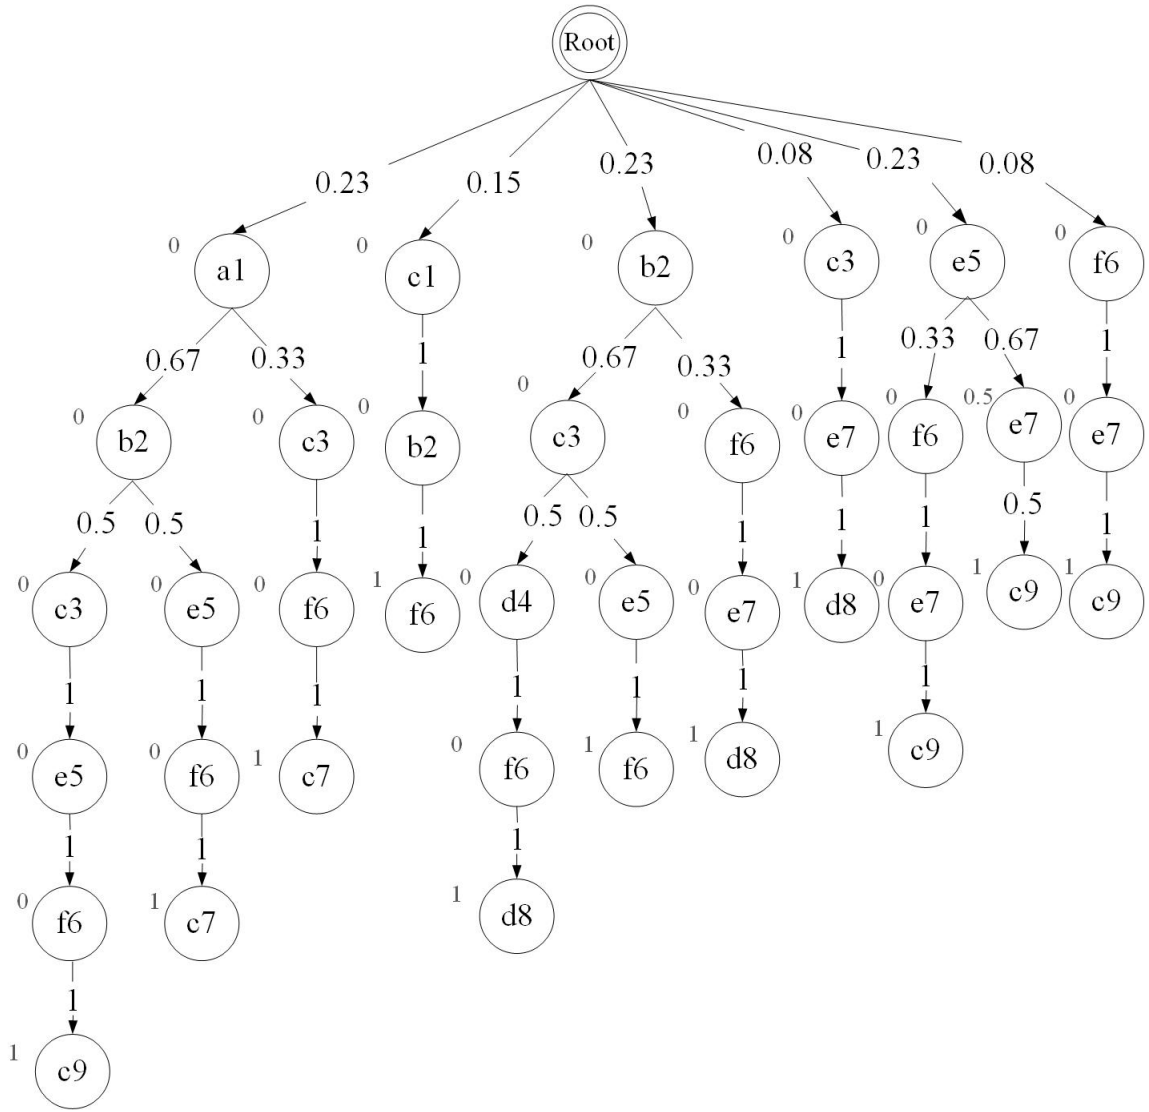 Root
0.23 0.15 0.23 0.08 0.23 0.08
0 a1 0 c1 0 b2 0 c3 0 e5 0 f6
0.67 0.33 1 0.67 0.33 1 0.33 0.67 1
0 b2 0 c3 0 b2 0 c3 0 f6 0 e7 0 f6 0.5 e7 0 e7
0.5 0.5 1 1 0.5 0.5 1 1 1 0.5 1
0 c3 0 e5 0 f6 1 f6 0 d4 0 e5 0 e7 1 d8 0 e7 1 c9 1 c9
1 1 1 1 1 1 1
0 e5 0 f6 1 c7 0 f6 1 f6 1 d8 1 c9
1 1 1
0 f6 1 c7 1 d8
1
1 c9